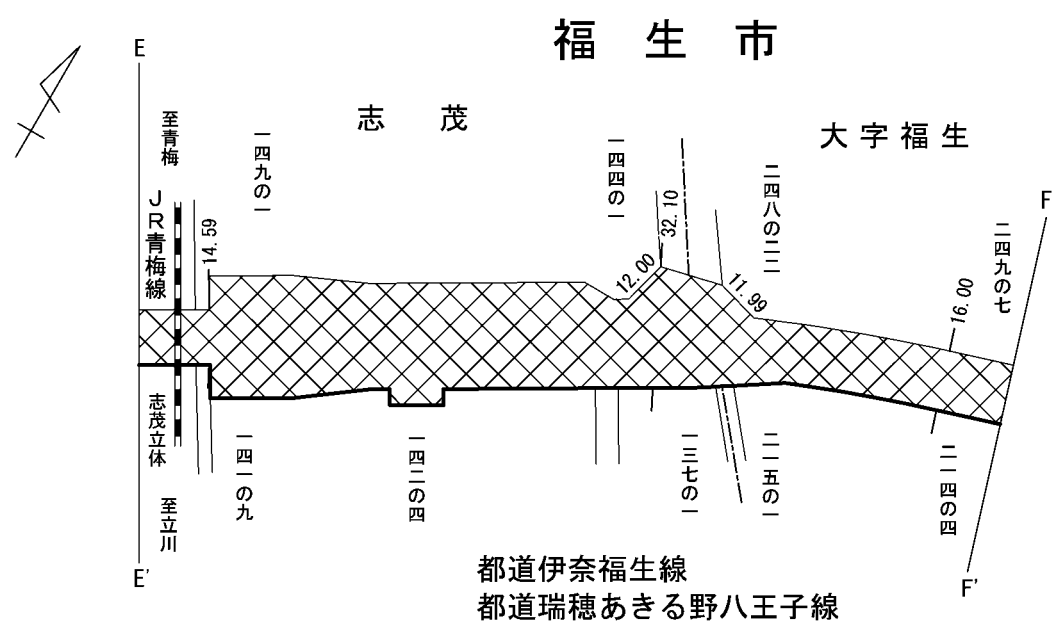 福生市
E
志茂
大字福生
至青梅
一四九の一
一四四の一
二四八の二二
F
JR青梅線
14.59
32.10
12.00
11.99
16.00
二四九の七
志茂立体
一四一の九
一四二の四
一三七の一
二一五の一
二一四の四
至立川
E'
F'
都道伊奈福生線
都道瑞穂あきる野八王子線